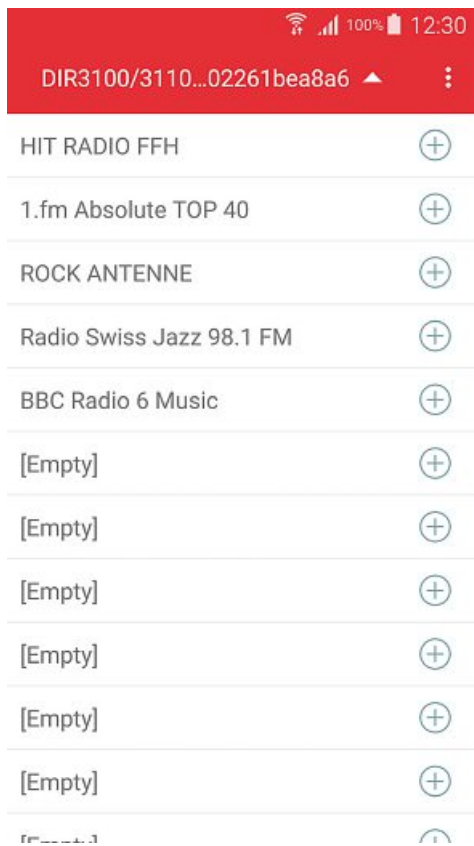 100% 12:30
DIR3100/3110...02261bea8a6
HIT RADIO FFH
1.fm Absolute TOP 40
ROCK ANTENNE
Radio Swiss Jazz 98.1 FM
BBC Radio 6 Music
[Empty]
[Empty]
[Empty]
[Empty]
[Empty]
[Empty]